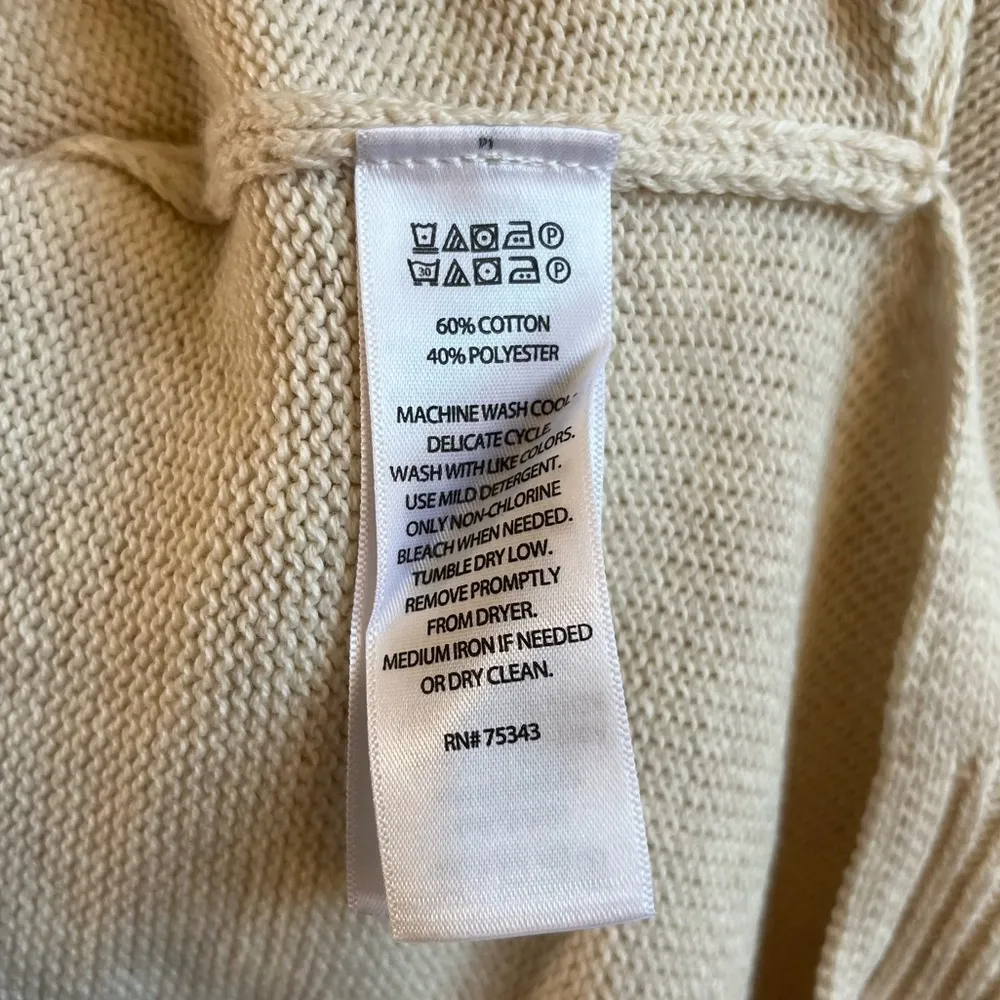 P
30 P
60% COTTON
40% POLYESTER
MACHINE WASH COOL
DELICATE CYCLE
WASH WITH LIKE COLORS.
USE MILD DETERGENT.
ONLY NON-CHLORINE
BLEACH WHEN NEEDED.
TUMBLE DRY LOW.
REMOVE PROMPTLY
FROM DRYER.
MEDIUM IRON IF NEEDED
OR DRY CLEAN.
RN# 75343